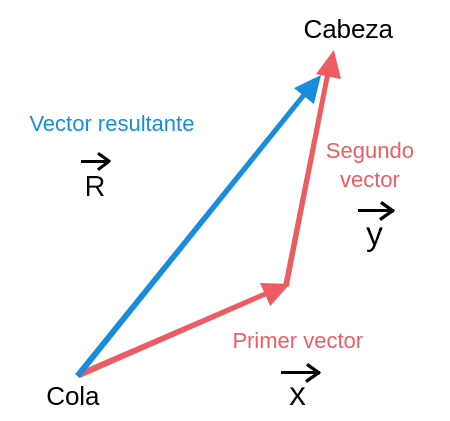 Cabeza
Vector resultante
R
Segundo
vector
y
Primer vector
x
Cola